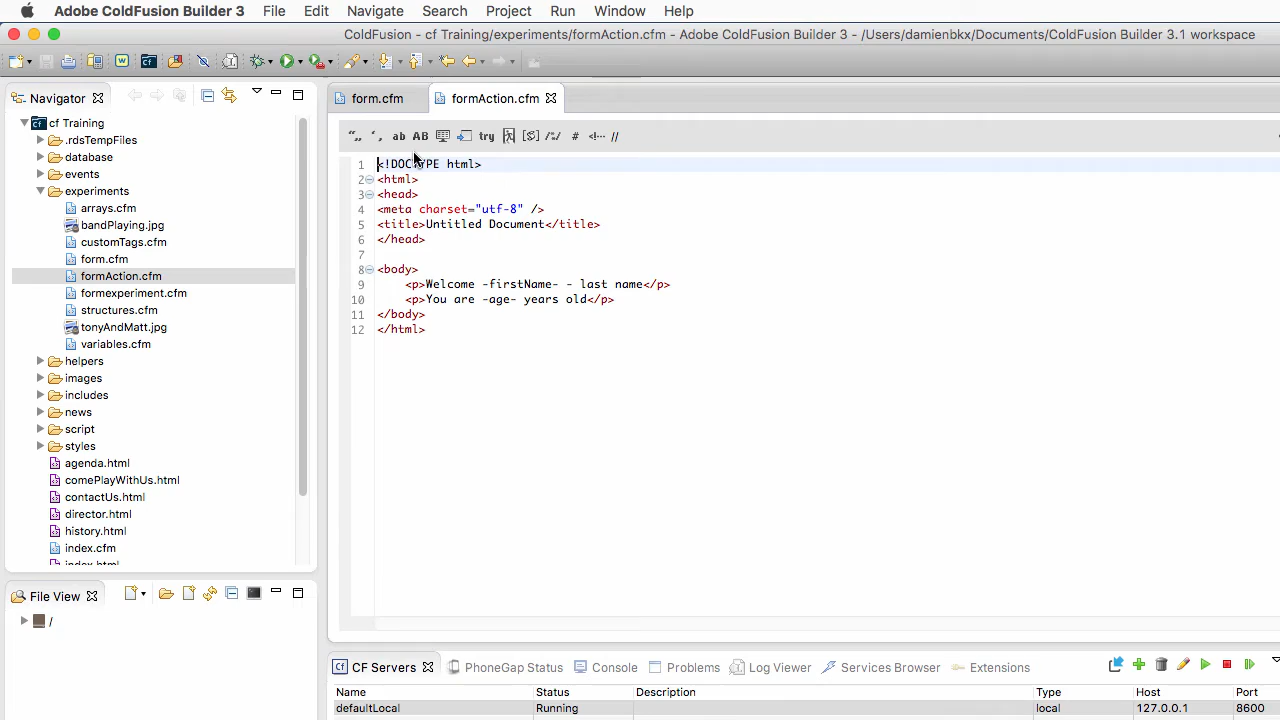 Adobe ColdFusion Builder 3 File Edit Navigate Search Project Run Window Help
ColdFusion - cf Training/experiments/formAction.cfm - Adobe ColdFusion Builder 3 - /Users/damienbkx/Documents/ColdFusion Builder 3.1 workspace
Navigator
cf Training
.rdsTempFiles
database
events
experiments
arrays.cfm
bandPlaying.jpg
customTags.cfm
form.cfm
formAction.cfm
formexperiment.cfm
structures.cfm
tonyAndMatt.jpg
variables.cfm
helpers
images
includes
news
script
styles
agenda.html
comePlayWithUs.html
contactUs.html
director.html
history.html
index.cfm
index.html
File View
/
form.cfm formAction.cfm
"„ ‘, ab AB try /*/ # <!-- //
1 <!DOCTYPE html>
2 <html>
3 <head>
4 <meta charset="utf-8" />
5 <title>Untitled Document</title>
6 </head>
7
8 <body>
9 <p>Welcome -firstName- - last name</p>
10 <p>You are -age- years old</p>
11 </body>
12 </html>
CF Servers PhoneGap Status Console Problems Log Viewer Services Browser Extensions
Name Status Description Type Host Port
defaultLocal Running local 127.0.0.1 8600